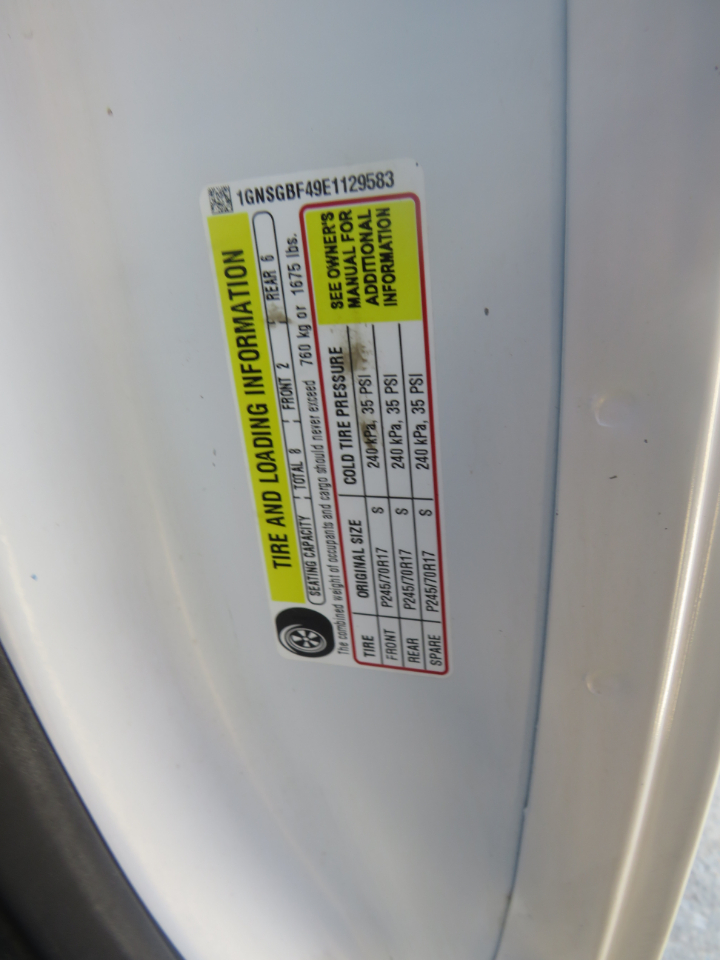 1GNSGBF49E1129583
TIRE AND LOADING INFORMATION
SEATING CAPACITY TOTAL 8 FRONT 2 REAR 6
The combined weight of occupants and cargo should never exceed 760 kg or 1675 lbs.
TIRE ORIGINAL SIZE COLD TIRE PRESSURE
FRONT P245/70R17 S 240 kPa, 35 PSI
REAR P245/70R17 S 240 kPa, 35 PSI
SPARE P245/70R17 S 240 kPa, 35 PSI
SEE OWNER'S
MANUAL FOR
ADDITIONAL
INFORMATION